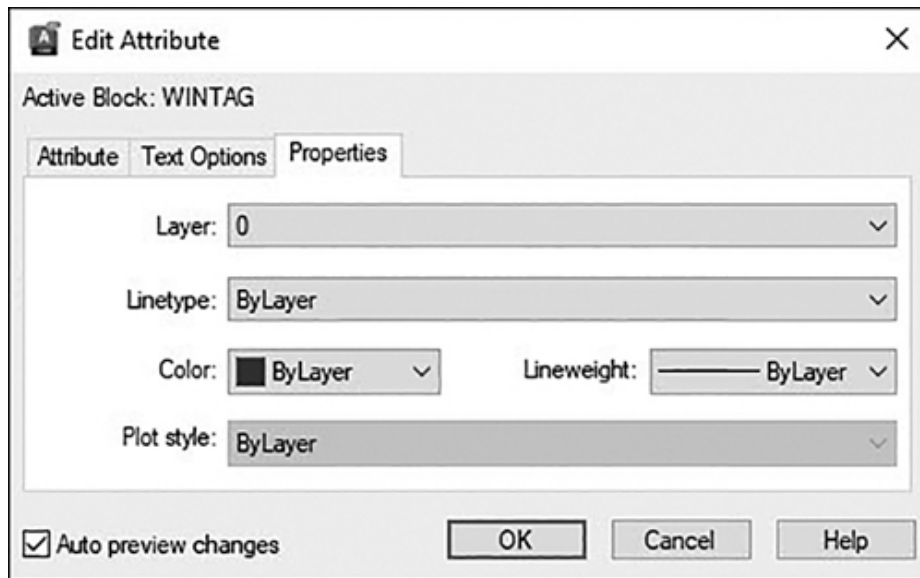 Edit Attribute
Active Block: WINTAG
Attribute Text Options Properties
Layer: 0
Linetype: ByLayer
Color: ByLayer Lineweight: ByLayer
Plot style: ByLayer
Auto preview changes OK Cancel Help